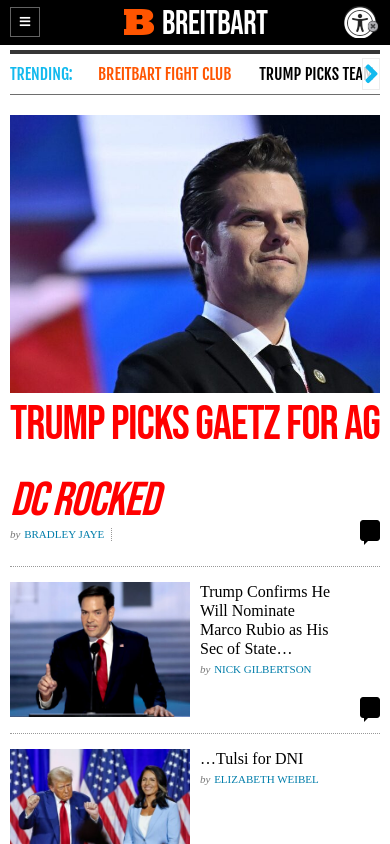 BREITBART
TRENDING:
BREITBART FIGHT CLUB
TRUMP PICKS TEA
TRUMP PICKS GAETZ FOR AG
DC ROCKED
by BRADLEY JAYE
Trump Confirms He
Will Nominate
Marco Rubio as His
Sec of State…
by NICK GILBERTSON
…Tulsi for DNI
by ELIZABETH WEIBEL